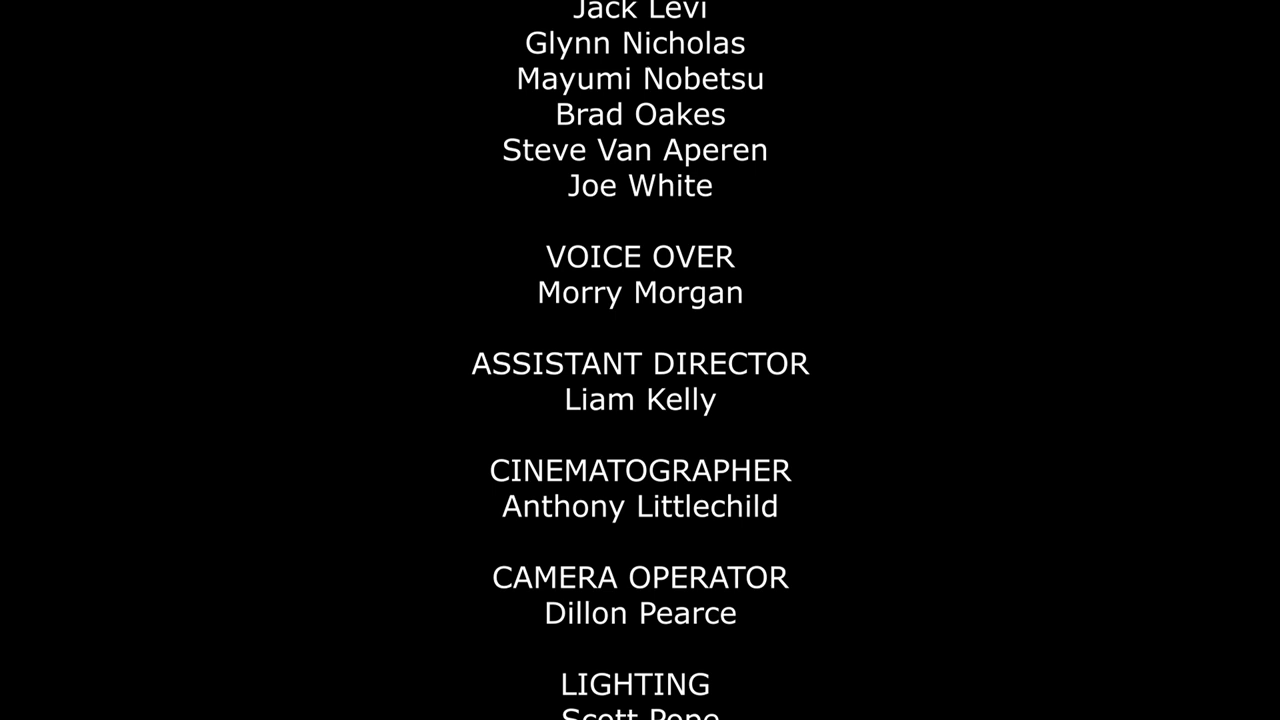 Jack Levi
Glynn Nicholas
Mayumi Nobetsu
Brad Oakes
Steve Van Aperen
Joe White
VOICE OVER
Morry Morgan
ASSISTANT DIRECTOR
Liam Kelly
CINEMATOGRAPHER
Anthony Littlechild
CAMERA OPERATOR
Dillon Pearce
LIGHTING
Scott